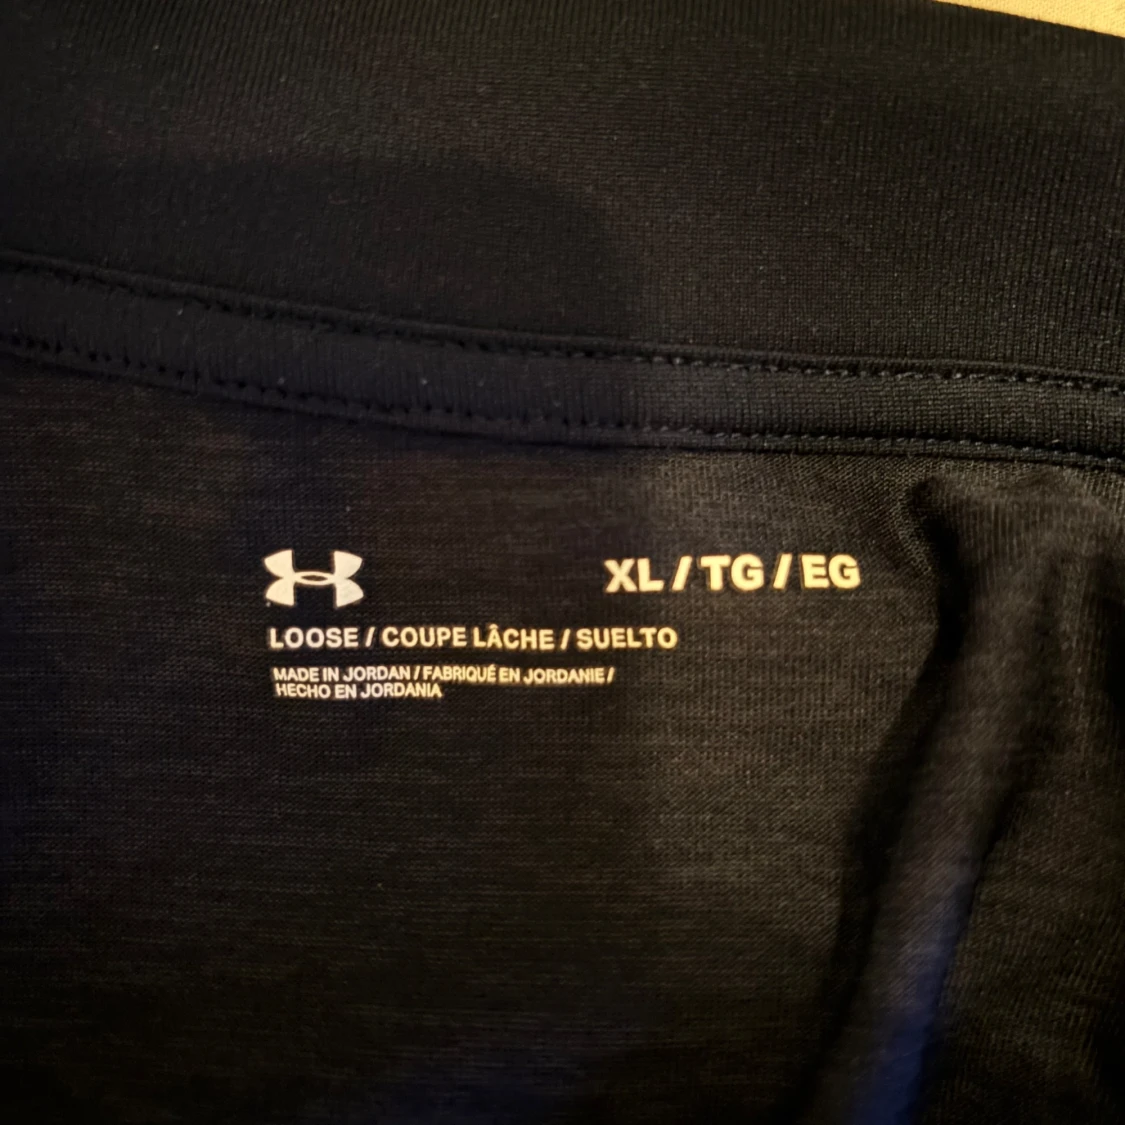 XL / TG / EG
LOOSE / COUPE LÂCHE / SUELTO
MADE IN JORDAN / FABRIQUÉ EN JORDANIE /
HECHO EN JORDANIA